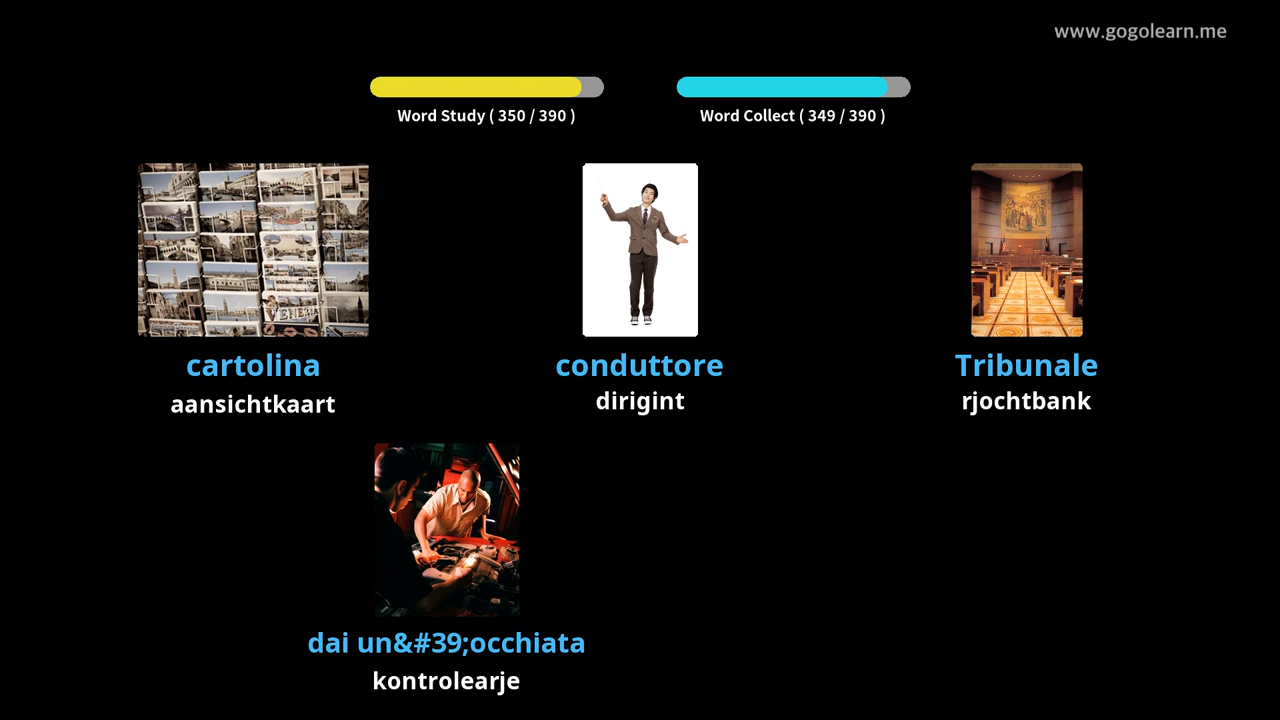 www.gogolearn.me
Word Study ( 350 / 390 )
Word Collect ( 349 / 390 )
cartolina
aansichtkaart
conduttore
dirigint
Tribunale
rjochtbank
dai un&#39;occhiata
kontrolearje